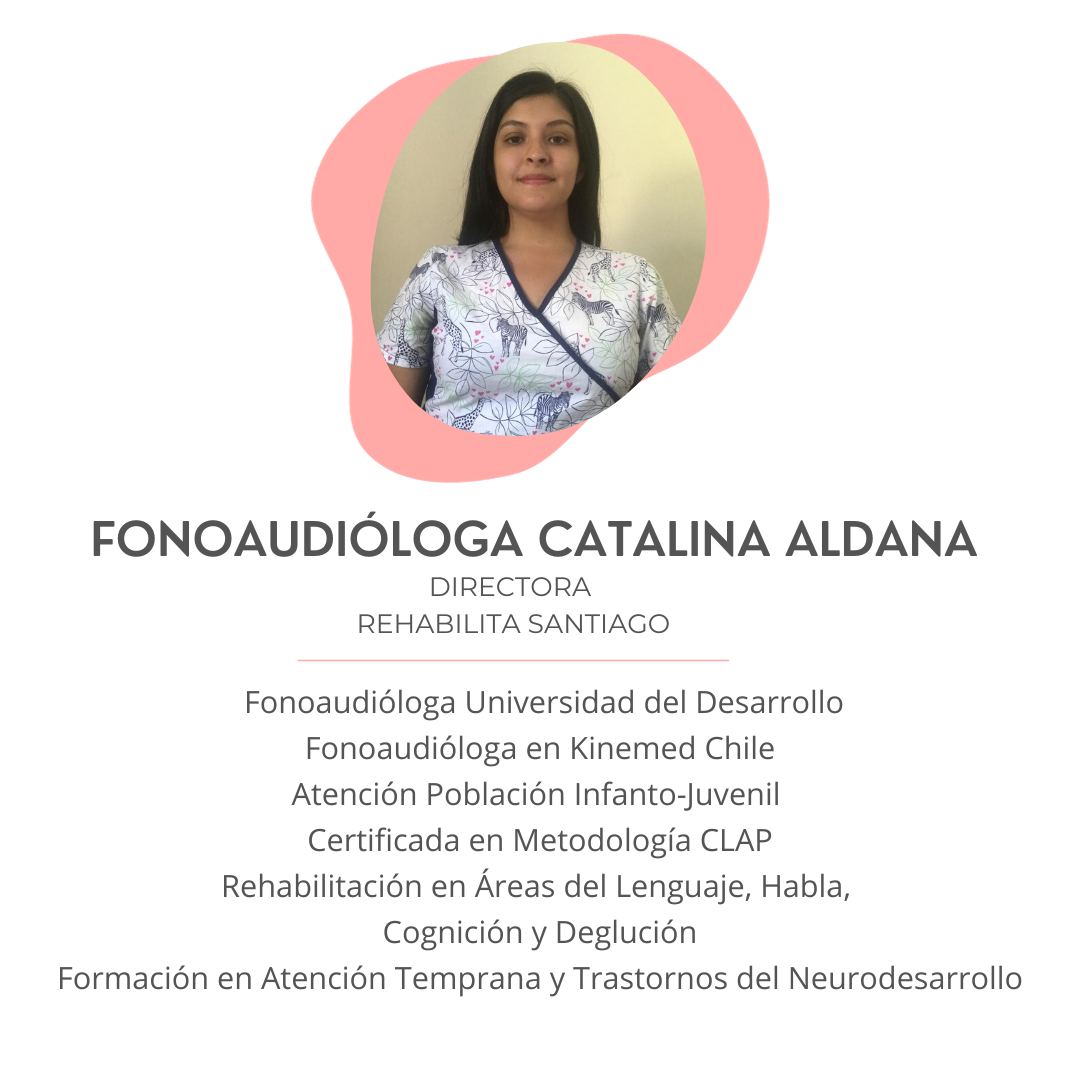 FONOAUDIÓLOGA CATALINA ALDANA
DIRECTORA
REHABILITA SANTIAGO
Fonoaudióloga Universidad del Desarrollo
Fonoaudióloga en Kinemed Chile
Atención Población Infanto-Juvenil
Certificada en Metodología CLAP
Rehabilitación en Áreas del Lenguaje, Habla,
Cognición y Deglución
Formación en Atención Temprana y Trastornos del Neurodesarrollo